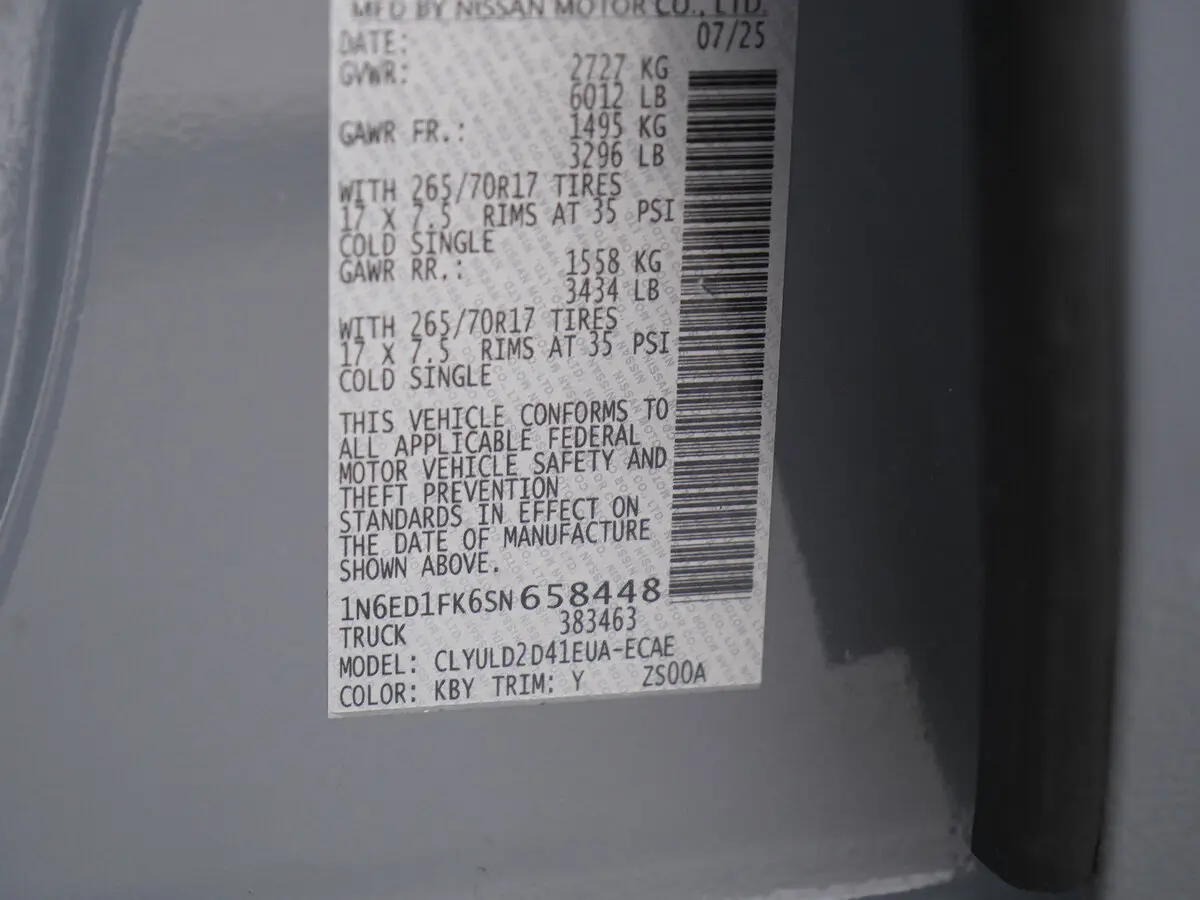 MFD BY NISSAN MOTOR CO., LTD.
DATE: 07/25
GVWR: 2727 KG
6012 LB
GAWR FR.: 1495 KG
3296 LB
WITH 265/70R17 TIRES
17 X 7.5 RIMS AT 35 PSI
COLD SINGLE
GAWR RR.: 1558 KG
3434 LB
WITH 265/70R17 TIRES
17 X 7.5 RIMS AT 35 PSI
COLD SINGLE
THIS VEHICLE CONFORMS TO
ALL APPLICABLE FEDERAL
MOTOR VEHICLE SAFETY AND
THEFT PREVENTION
STANDARDS IN EFFECT ON
THE DATE OF MANUFACTURE
SHOWN ABOVE.
1N6ED1FK6SN658448
TRUCK 383463
MODEL: CLYULD2D41EUA-ECAE
COLOR: KBY TRIM: Y ZS00A